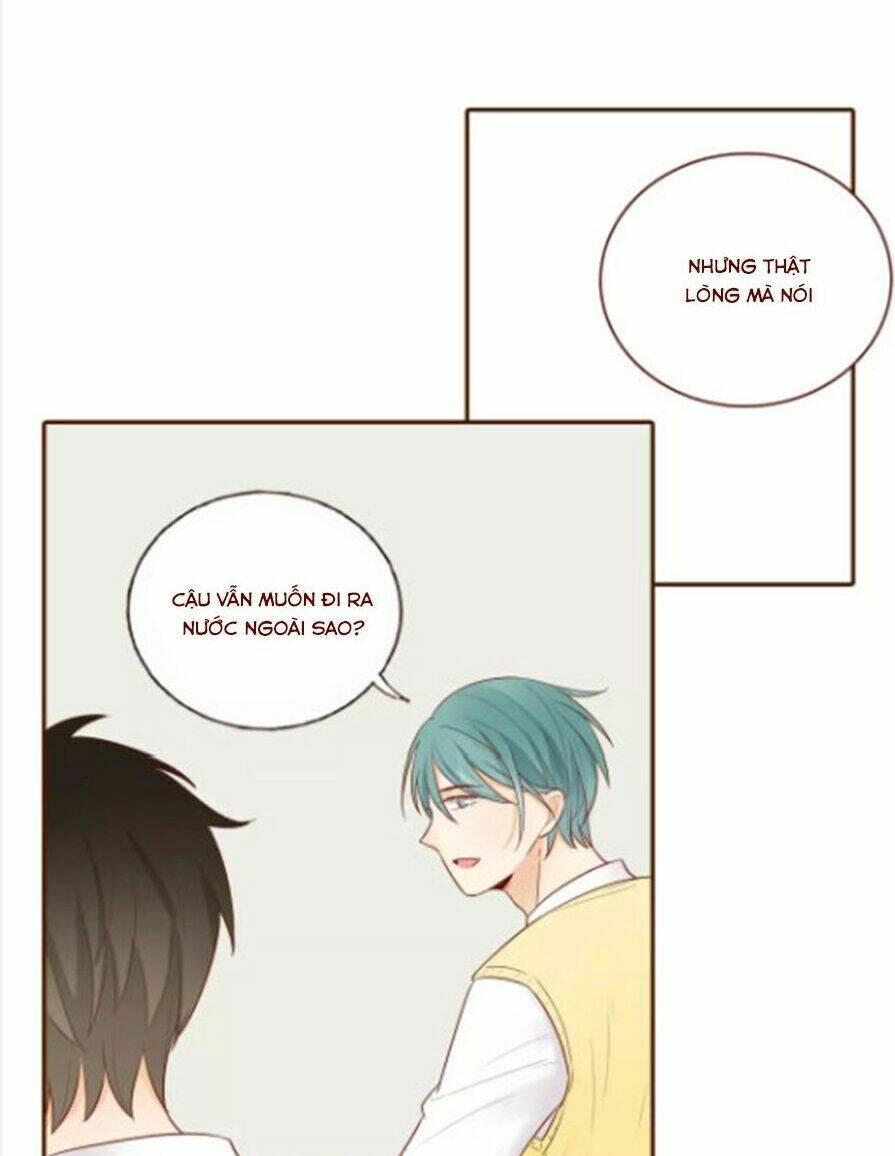 NHƯNG THẬT
LÒNG MÀ NÓI
CẬU VẪN MUỐN ĐI RA
NƯỚC NGOÀI SAO?